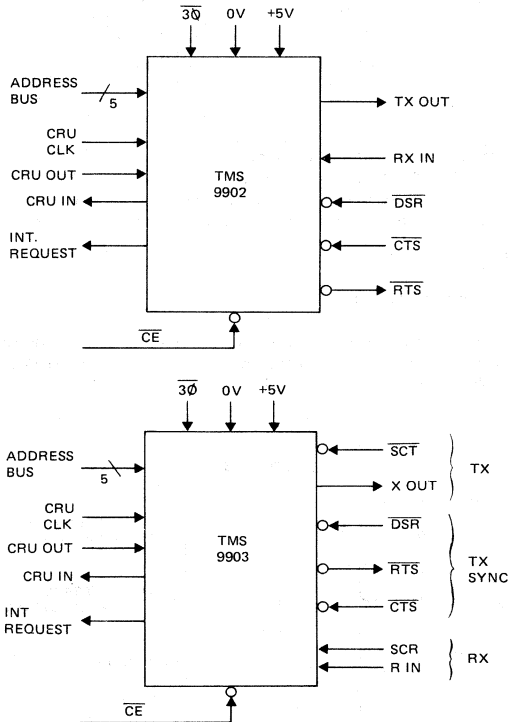 3Q̅ 0V +5V
ADDRESS
BUS
5
CRU
CLK
CRU OUT
CRU IN
INT.
REQUEST
TMS
9902
TX OUT
RX IN
DSR
CTS
RTS
CE
3Ø 0V +5V
ADDRESS
BUS
5
CRU
CLK
CRU OUT
CRU IN
INT
REQUEST
TMS
9903
SCT
X OUT
TX
DSR
RTS
CTS
TX
SYNC
SCR
R IN
RX
CE